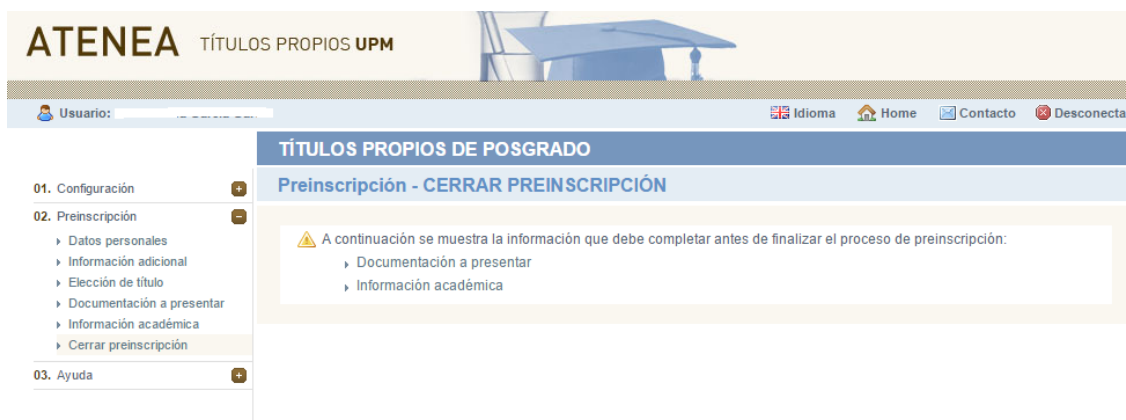 ATENEA TÍTULOS PROPIOS UPM
Usuario:
Idioma Home Contacto Desconecta
TÍTULOS PROPIOS DE POSGRADO
Preinscripción - CERRAR PREINSCRIPCIÓN
01. Configuración
02. Preinscripción
Datos personales
Información adicional
Elección de título
Documentación a presentar
Información académica
Cerrar preinscripción
03. Ayuda
A continuación se muestra la información que debe completar antes de finalizar el proceso de preinscripción:
Documentación a presentar
Información académica